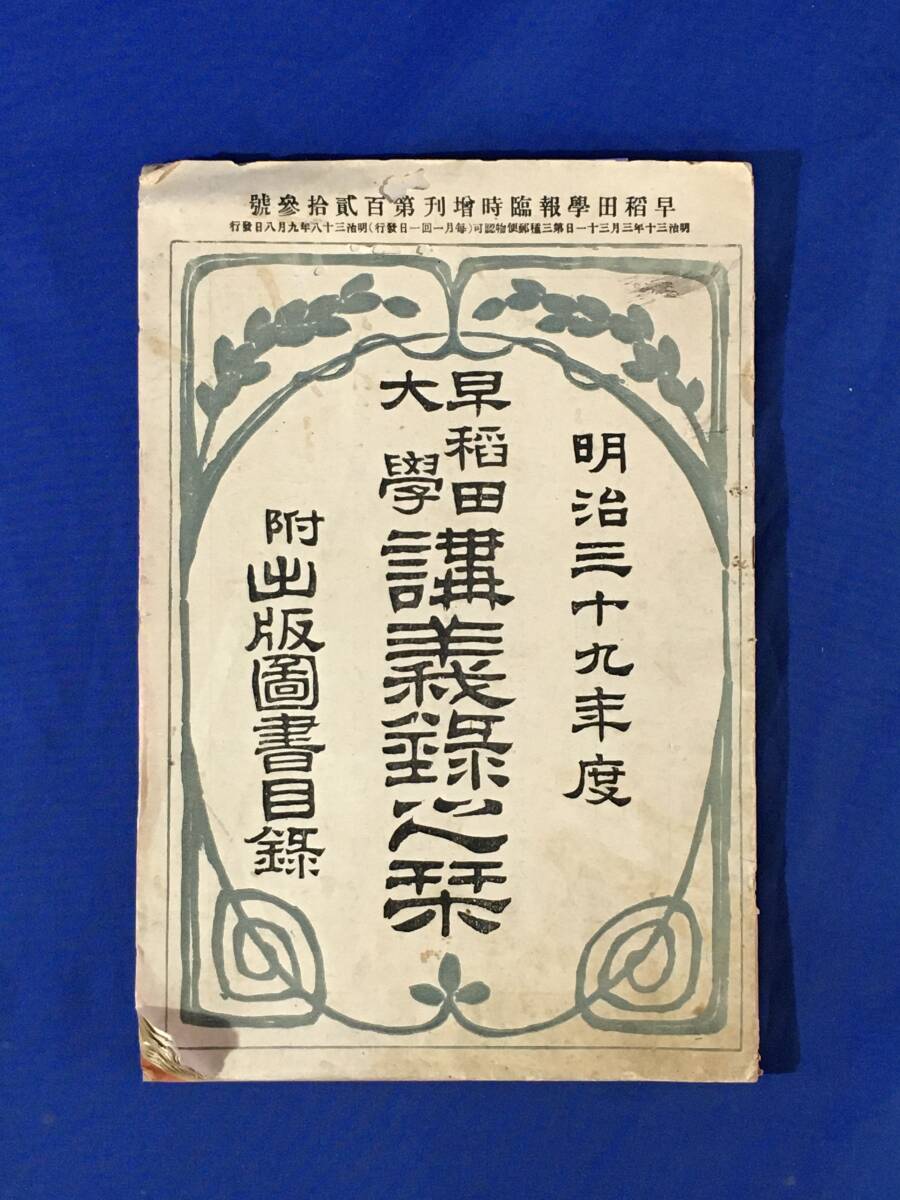 早稻田學報臨時增刊第百貳拾參號
明治三十年三月三十一日第三種郵便物認可(每月一回一日發行)明治三十八年九月八日發行
明治三十九年度
早稻田
大學
講義錄之栞
附出版圖書目錄